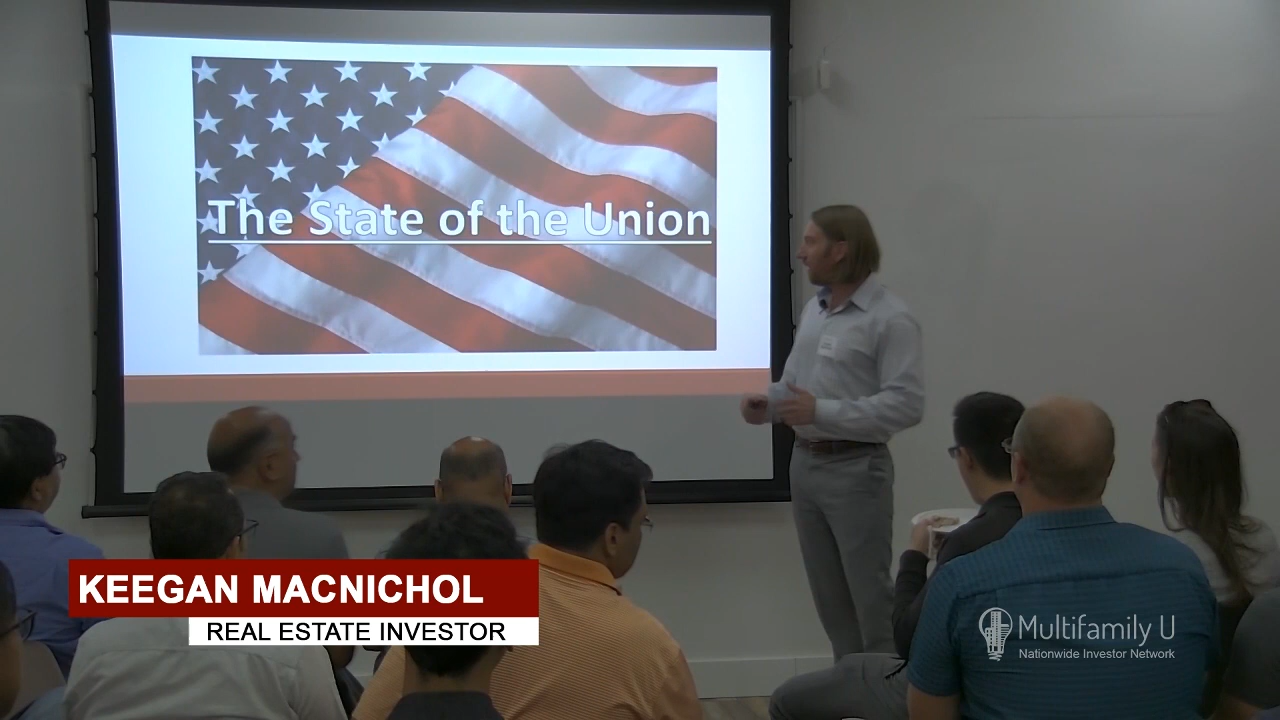 The State of the Union
KEEGAN MACNICHOL
REAL ESTATE INVESTOR
Multifamily U
Nationwide Investor Network